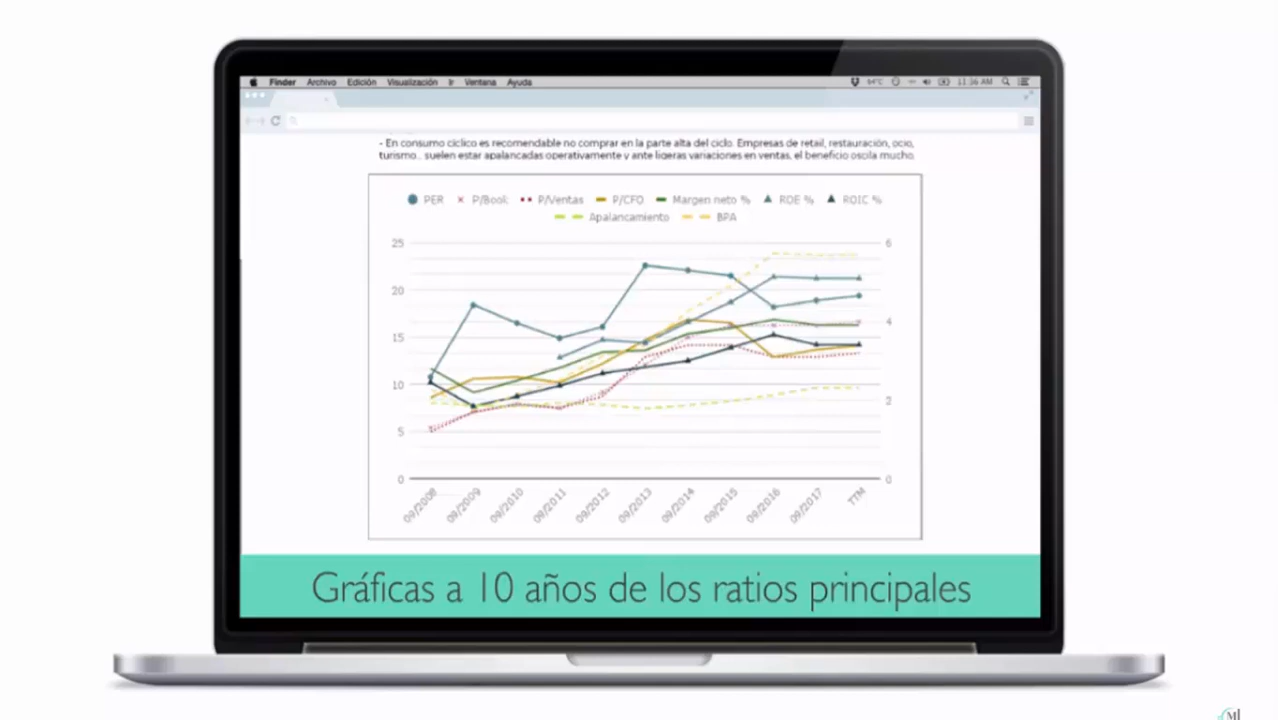 Finder Archivo Edición Visualización Ir Ventana Ayuda 64°C 11:36 AM
- En consumo cíclico es recomendable no comprar en la parte alta del ciclo. Empresas de retail, restauración, ocio,
turismo.. suelen estar apalancadas operativamente y ante ligeras variaciones en ventas, el beneficio oscila mucho.
PER P/Book P/Ventas P/CFO Margen neto % ROE % ROIC %
Apalancamiento BPA
25 6
20
15 4
10
5 2
0 0
09/2008 09/2009 09/2010 09/2011 09/2012 09/2013 09/2014 09/2015 09/2016 09/2017 TTM
Gráficas a 10 años de los ratios principales